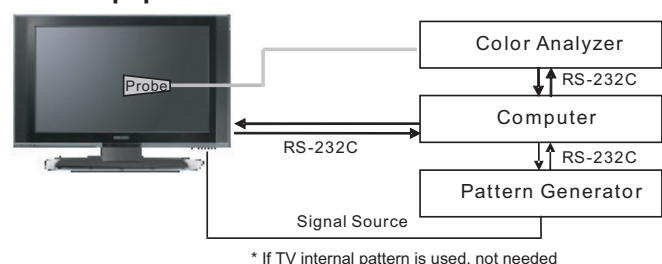 Color Analyzer
Probe
RS-232C
Computer
RS-232C
RS-232C
Pattern Generator
Signal Source
* If TV internal pattern is used, not needed